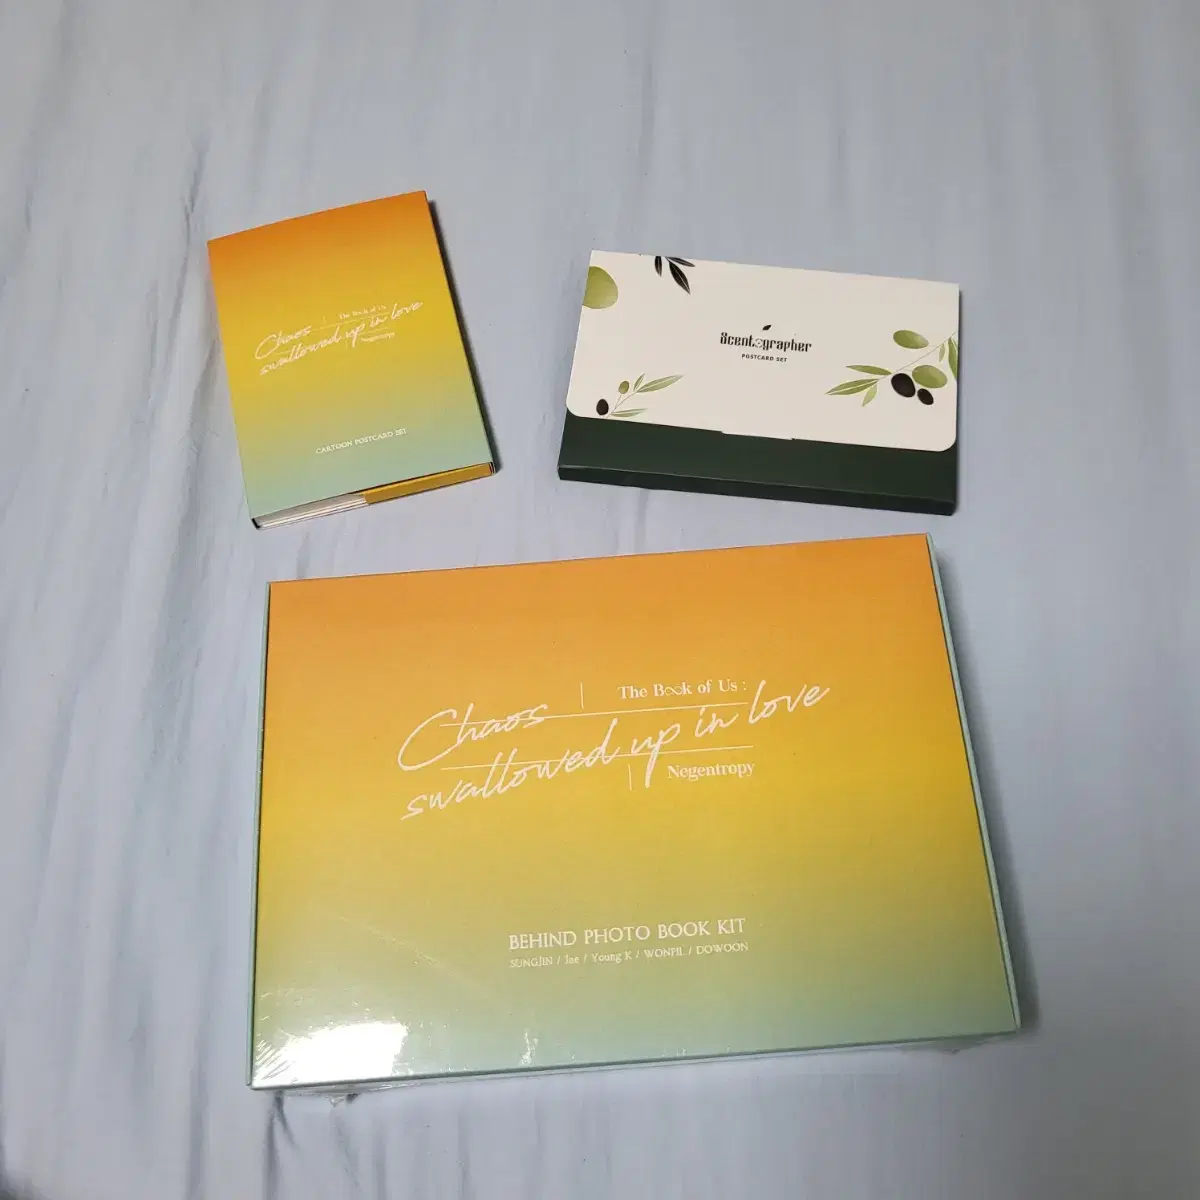 The Book of Us
Chaos
swallowed up in love
Negentropy
CARTOON POSTCARD SET
Scentographer
POSTCARD SET
The Book of Us :
Chaos
swallowed up in love
Negentropy
BEHIND PHOTO BOOK KIT
SUNGJIN / Jae / Young K / WONPIL / DOWOON